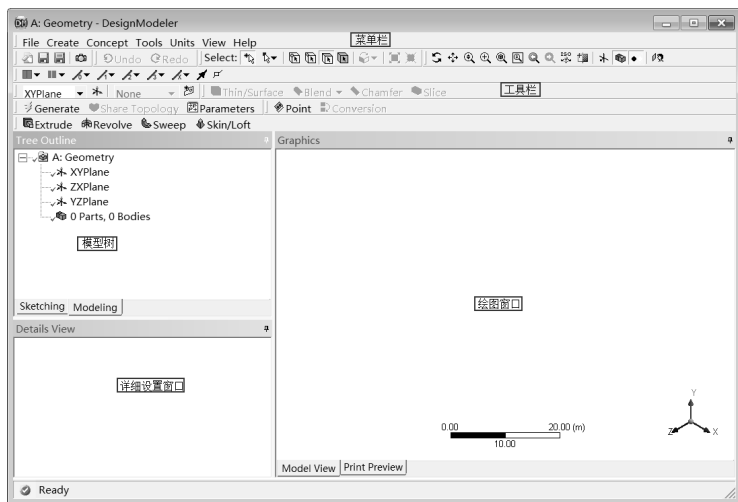 A: Geometry - DesignModeler
File Create Concept Tools Units View Help
菜单栏
Undo Redo Select:
XYPlane None Thin/Surface Blend Chamfer Slice
工具栏
Generate Share Topology Parameters Point Conversion
Extrude Revolve Sweep Skin/Loft
Tree Outline
A: Geometry
XYPlane
ZXPlane
YZPlane
0 Parts, 0 Bodies
模型树
Sketching Modeling
Details View
详细设置窗口
Graphics
绘图窗口
0.00 20.00 (m)
10.00
Y
Z X
Model View Print Preview
Ready